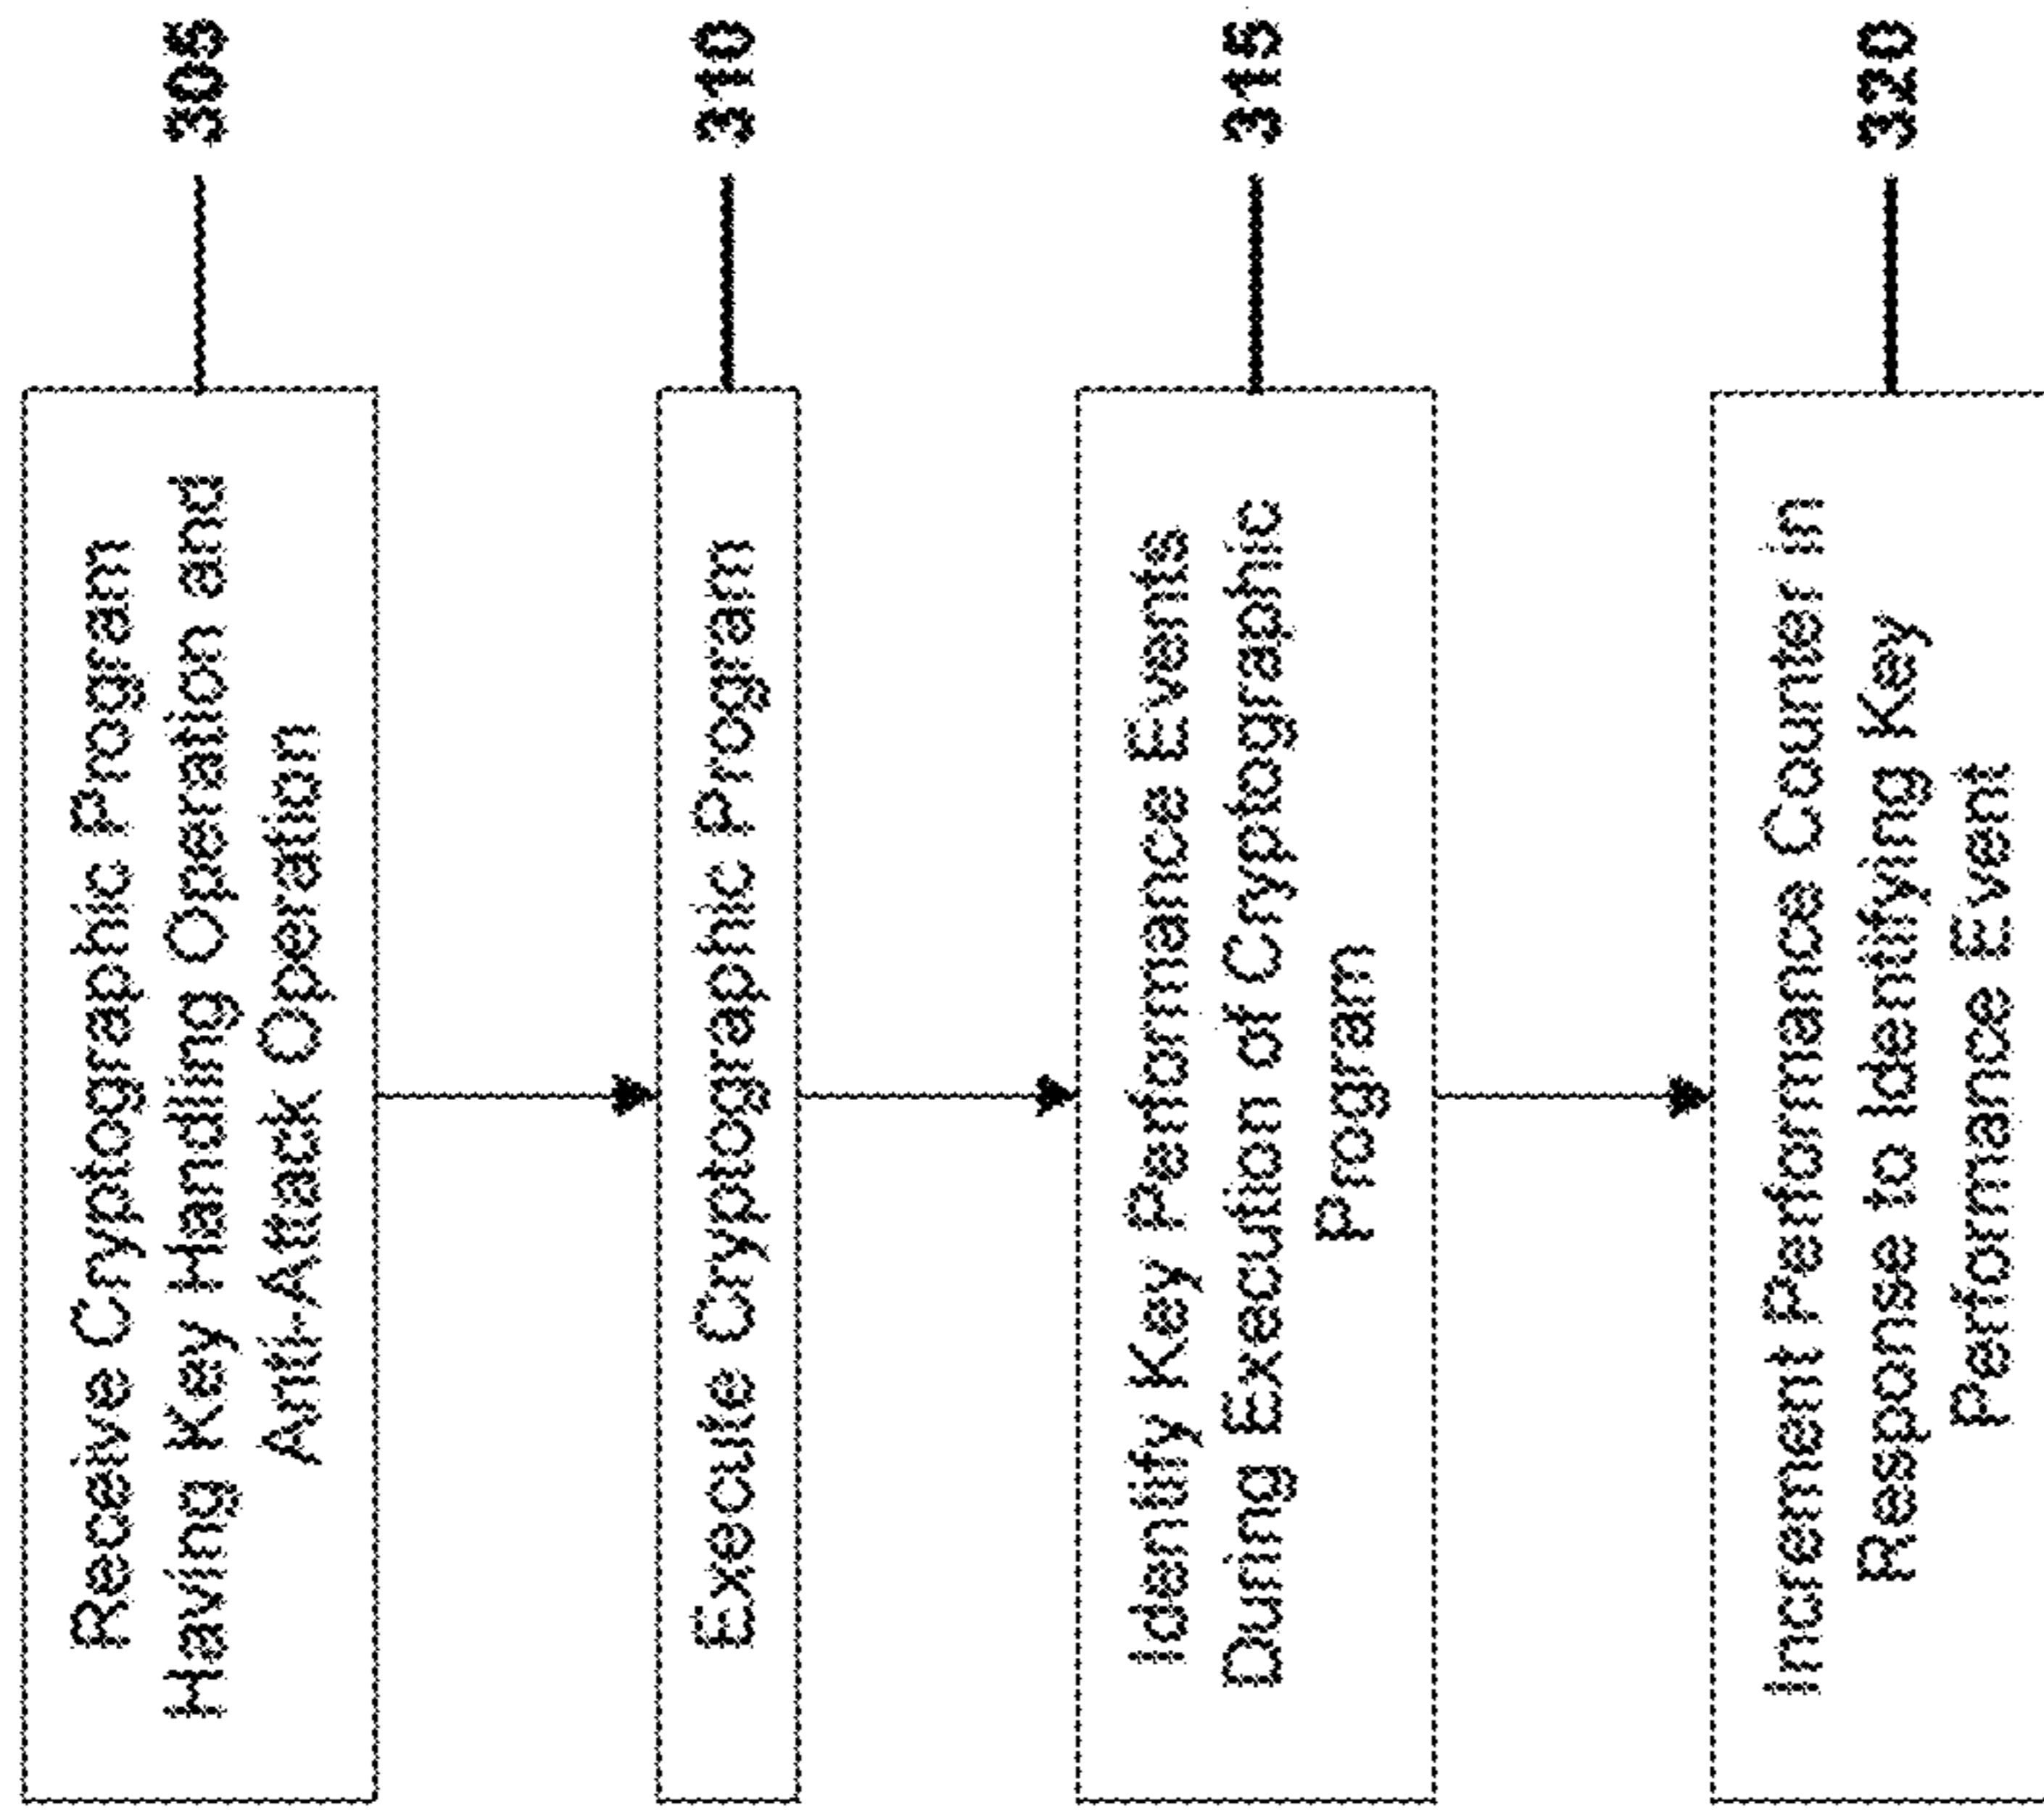 Receive Cryptographic Program
Having Key Handling Operation and
Anti-Attack Operation
305
Execute Cryptographic Program
310
Identify Key Performance Events
During Execution of Cryptographic
Program
315
Increment Performance Counter in
Response to Identifying Key
Performance Event
320